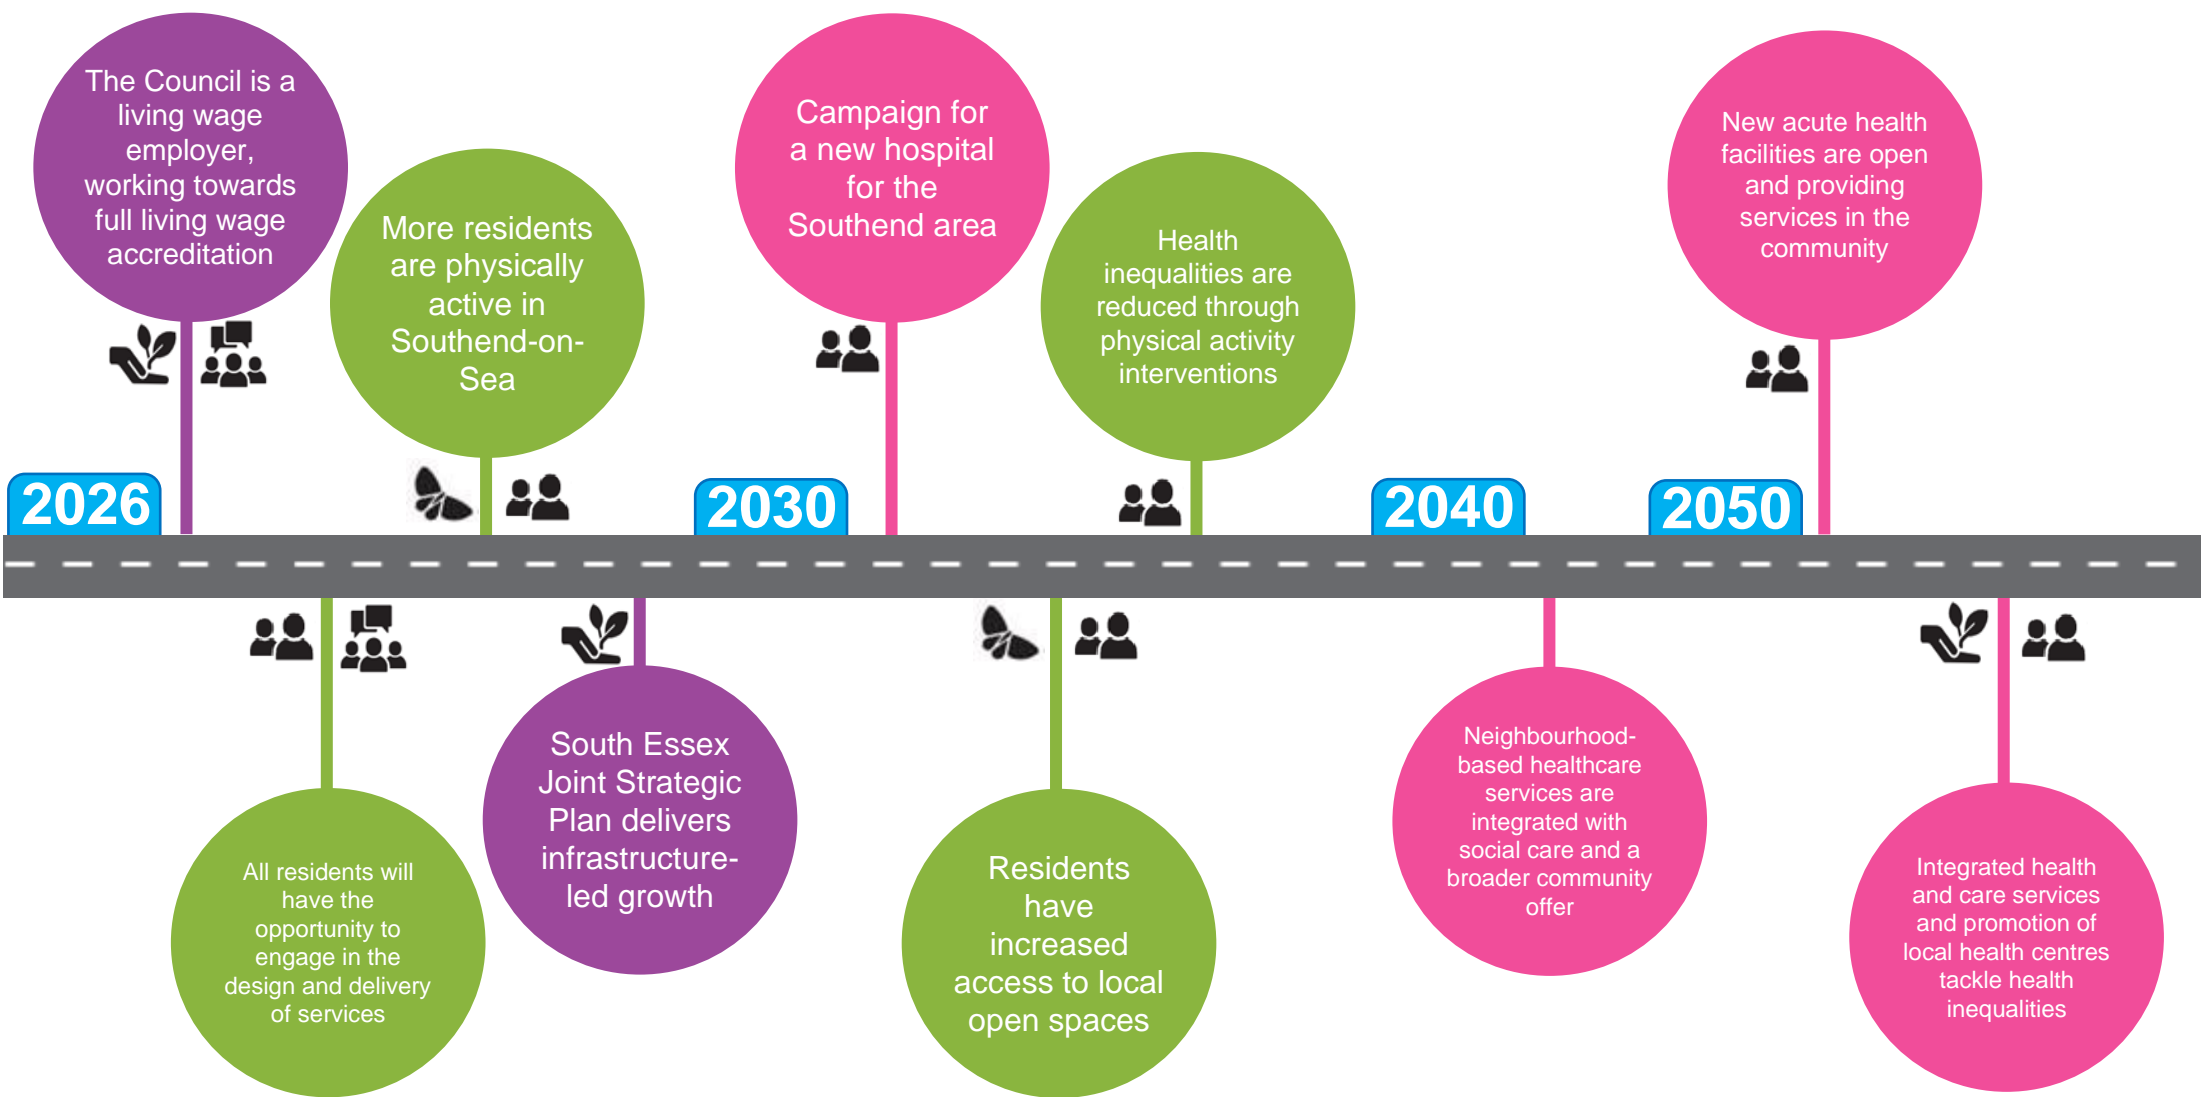 The Council is a
living wage
employer,
working towards
full living wage
accreditation
More residents
are physically
active in
Southend-on-
Sea
Campaign for
a new hospital
for the
Southend area
Health
inequalities are
reduced through
physical activity
interventions
New acute health
facilities are open
and providing
services in the
community
2026
2030
2040
2050
All residents will
have the
opportunity to
engage in the
design and delivery
of services
South Essex
Joint Strategic
Plan delivers
infrastructure-
led growth
Residents
have
increased
access to local
open spaces
Neighbourhood-
based healthcare
services are
integrated with
social care and a
broader community
offer
Integrated health
and care services
and promotion of
local health centres
tackle health
inequalities